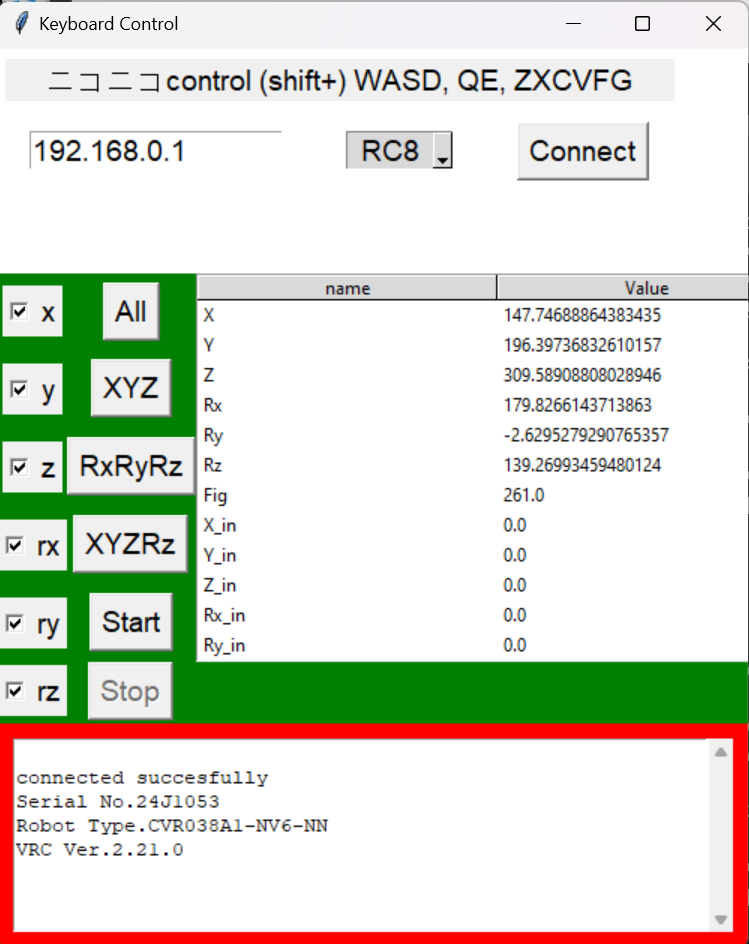 Keyboard Control
ニコニコcontrol (shift+) WASD, QE, ZXCVFG
192.168.0.1 RC8 Connect
x All
y XYZ
z RxRyRz
rx XYZRz
ry Start
rz Stop
name Value
X 147.74688864383435
Y 196.39736832610157
Z 309.58908808028946
Rx 179.8266143713863
Ry -2.6295279290765357
Rz 139.26993459480124
Fig 261.0
X_in 0.0
Y_in 0.0
Z_in 0.0
Rx_in 0.0
Ry_in 0.0
connected succesfully
Serial No.24J1053
Robot Type.CVR038A1-NV6-NN
VRC Ver.2.21.0